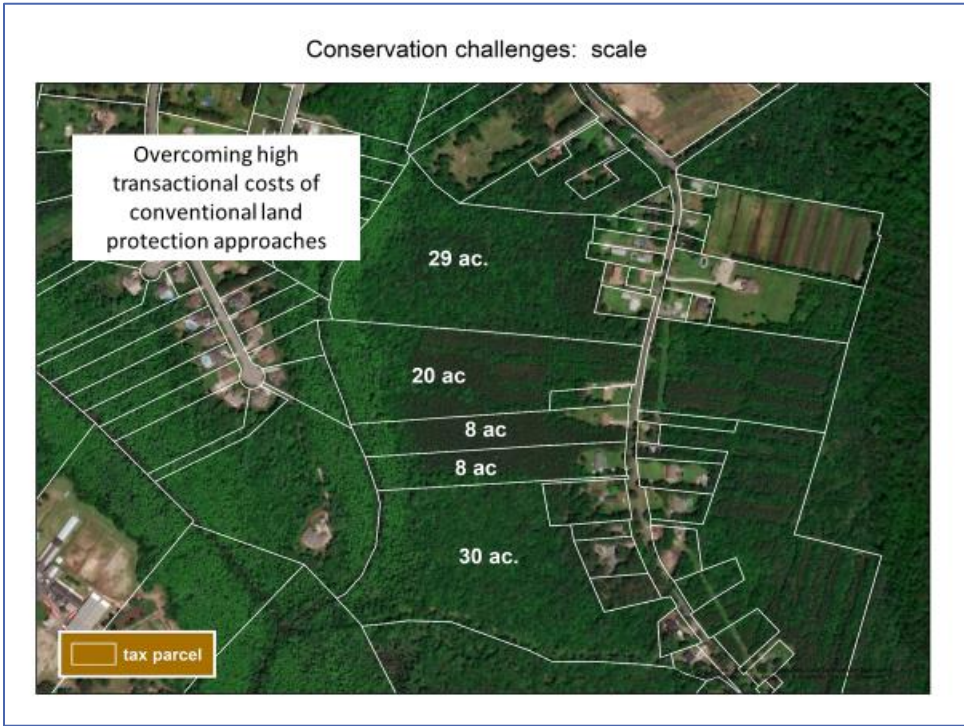 Conservation challenges: scale
Overcoming high
transactional costs of
conventional land
protection approaches
29 ac.
20 ac
8 ac
8 ac
30 ac.
tax parcel